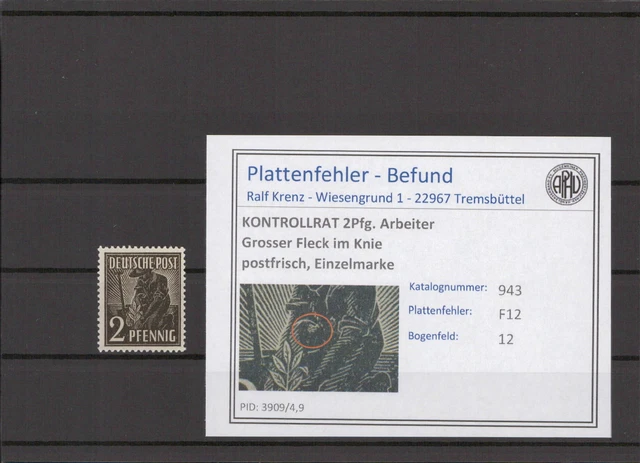 DEUTSCHE POST
2 PFENNIG
Plattenfehler - Befund
Ralf Krenz - Wiesengrund 1 - 22967 Tremsbüttel
APHV
KONTROLLRAT 2Pfg. Arbeiter
Grosser Fleck im Knie
postfrisch, Einzelmarke
Katalognummer: 943
Plattenfehler: F12
Bogenfeld: 12
PID: 3909/4,9